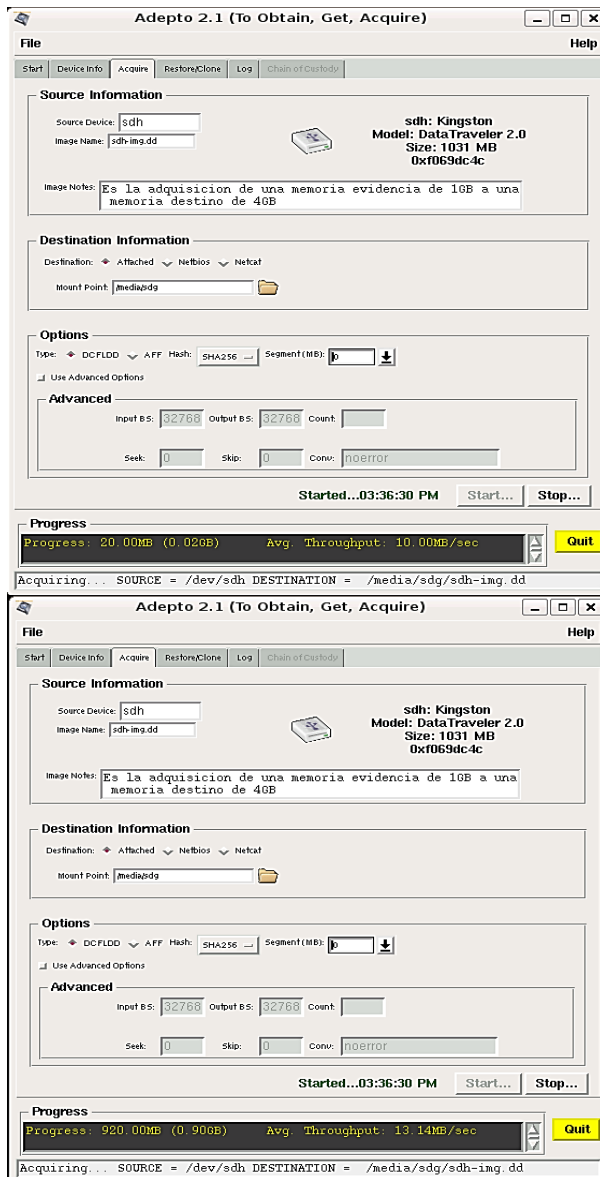 Adepto 2.1 (To Obtain, Get, Acquire)
File Help
Start Device Info Acquire Restore/Clone Log Chain of Custody
Source Information
Source Device: sdh
Image Name: sdh-img.dd
sdh: Kingston
Model: DataTraveler 2.0
Size: 1031 MB
0xf069dc4c
Image Notes: Es la adquisicion de una memoria evidencia de 1GB a una
memoria destino de 4GB
Destination Information
Destination: Attached Netbios Netcat
Mount Point: /media/sdg
Options
Type: DCFLDD AFF Hash: SHA256 Segment (MB): 0
Use Advanced Options
Advanced
Input BS: 32768 Output BS: 32768 Count:
Seek: 0 Skip: 0 Conv: noerror
Started...03:36:30 PM Start... Stop...
Progress
Progress: 20.00MB (0.02GB) Avg. Throughput: 10.00MB/sec
Quit
Acquiring... SOURCE = /dev/sdh DESTINATION = /media/sdg/sdh-img.dd
Adepto 2.1 (To Obtain, Get, Acquire)
File Help
Start Device Info Acquire Restore/Clone Log Chain of Custody
Source Information
Source Device: sdh
Image Name: sdh-img.dd
sdh: Kingston
Model: DataTraveler 2.0
Size: 1031 MB
0xf069dc4c
Image Notes: Es la adquisicion de una memoria evidencia de 1GB a una
memoria destino de 4GB
Destination Information
Destination: Attached Netbios Netcat
Mount Point: /media/sdg
Options
Type: DCFLDD AFF Hash: SHA256 Segment (MB): 0
Use Advanced Options
Advanced
Input BS: 32768 Output BS: 32768 Count:
Seek: 0 Skip: 0 Conv: noerror
Started...03:36:30 PM Start... Stop...
Progress
Progress: 920.00MB (0.90GB) Avg. Throughput: 13.14MB/sec
Quit
Acquiring... SOURCE = /dev/sdh DESTINATION = /media/sdg/sdh-img.dd